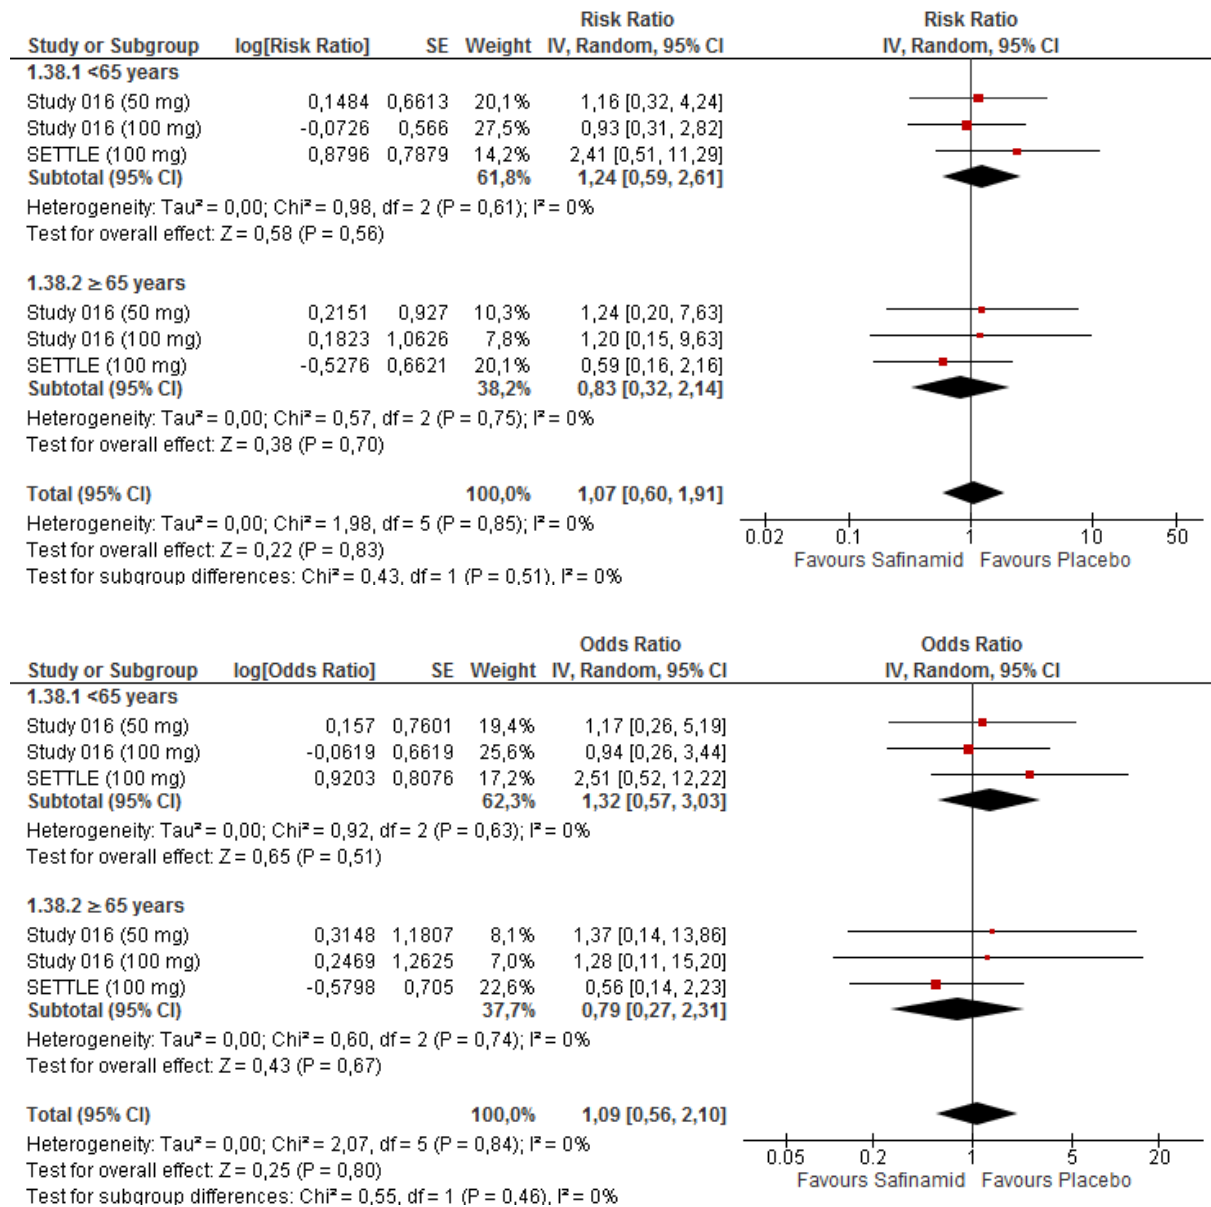 Risk Ratio Risk Ratio
Study or Subgroup log[Risk Ratio] SE Weight IV, Random, 95% CI IV, Random, 95% CI
1.38.1 <65 years
Study 016 (50 mg) 0,1484 0,6613 20,1% 1,16 [0,32, 4,24]
Study 016 (100 mg) -0,0726 0,566 27,5% 0,93 [0,31, 2,82]
SETTLE (100 mg) 0,8796 0,7879 14,2% 2,41 [0,51, 11,29]
Subtotal (95% CI) 61,8% 1,24 [0,59, 2,61]
Heterogeneity: Tau² = 0,00; Chi² = 0,98, df = 2 (P = 0,61); I² = 0%
Test for overall effect: Z = 0,58 (P = 0,56)
1.38.2 ≥ 65 years
Study 016 (50 mg) 0,2151 0,927 10,3% 1,24 [0,20, 7,63]
Study 016 (100 mg) 0,1823 1,0626 7,8% 1,20 [0,15, 9,63]
SETTLE (100 mg) -0,5276 0,6621 20,1% 0,59 [0,16, 2,16]
Subtotal (95% CI) 38,2% 0,83 [0,32, 2,14]
Heterogeneity: Tau² = 0,00; Chi² = 0,57, df = 2 (P = 0,75); I² = 0%
Test for overall effect: Z = 0,38 (P = 0,70)
Total (95% CI) 100,0% 1,07 [0,60, 1,91]
Heterogeneity: Tau² = 0,00; Chi² = 1,98, df = 5 (P = 0,85); I² = 0%
Test for overall effect: Z = 0,22 (P = 0,83)
Test for subgroup differences: Chi² = 0,43, df = 1 (P = 0,51), I² = 0%
0.02 0.1 1 10 50
Favours Safinamid Favours Placebo
Odds Ratio Odds Ratio
Study or Subgroup log[Odds Ratio] SE Weight IV, Random, 95% CI IV, Random, 95% CI
1.38.1 <65 years
Study 016 (50 mg) 0,157 0,7601 19,4% 1,17 [0,26, 5,19]
Study 016 (100 mg) -0,0619 0,6619 25,6% 0,94 [0,26, 3,44]
SETTLE (100 mg) 0,9203 0,8076 17,2% 2,51 [0,52, 12,22]
Subtotal (95% CI) 62,3% 1,32 [0,57, 3,03]
Heterogeneity: Tau² = 0,00; Chi² = 0,92, df = 2 (P = 0,63); I² = 0%
Test for overall effect: Z = 0,65 (P = 0,51)
1.38.2 ≥ 65 years
Study 016 (50 mg) 0,3148 1,1807 8,1% 1,37 [0,14, 13,86]
Study 016 (100 mg) 0,2469 1,2625 7,0% 1,28 [0,11, 15,20]
SETTLE (100 mg) -0,5798 0,705 22,6% 0,56 [0,14, 2,23]
Subtotal (95% CI) 37,7% 0,79 [0,27, 2,31]
Heterogeneity: Tau² = 0,00; Chi² = 0,60, df = 2 (P = 0,74); I² = 0%
Test for overall effect: Z = 0,43 (P = 0,67)
Total (95% CI) 100,0% 1,09 [0,56, 2,10]
Heterogeneity: Tau² = 0,00; Chi² = 2,07, df = 5 (P = 0,84); I² = 0%
Test for overall effect: Z = 0,25 (P = 0,80)
Test for subgroup differences: Chi² = 0,55, df = 1 (P = 0,46), I² = 0%
0.05 0.2 1 5 20
Favours Safinamid Favours Placebo